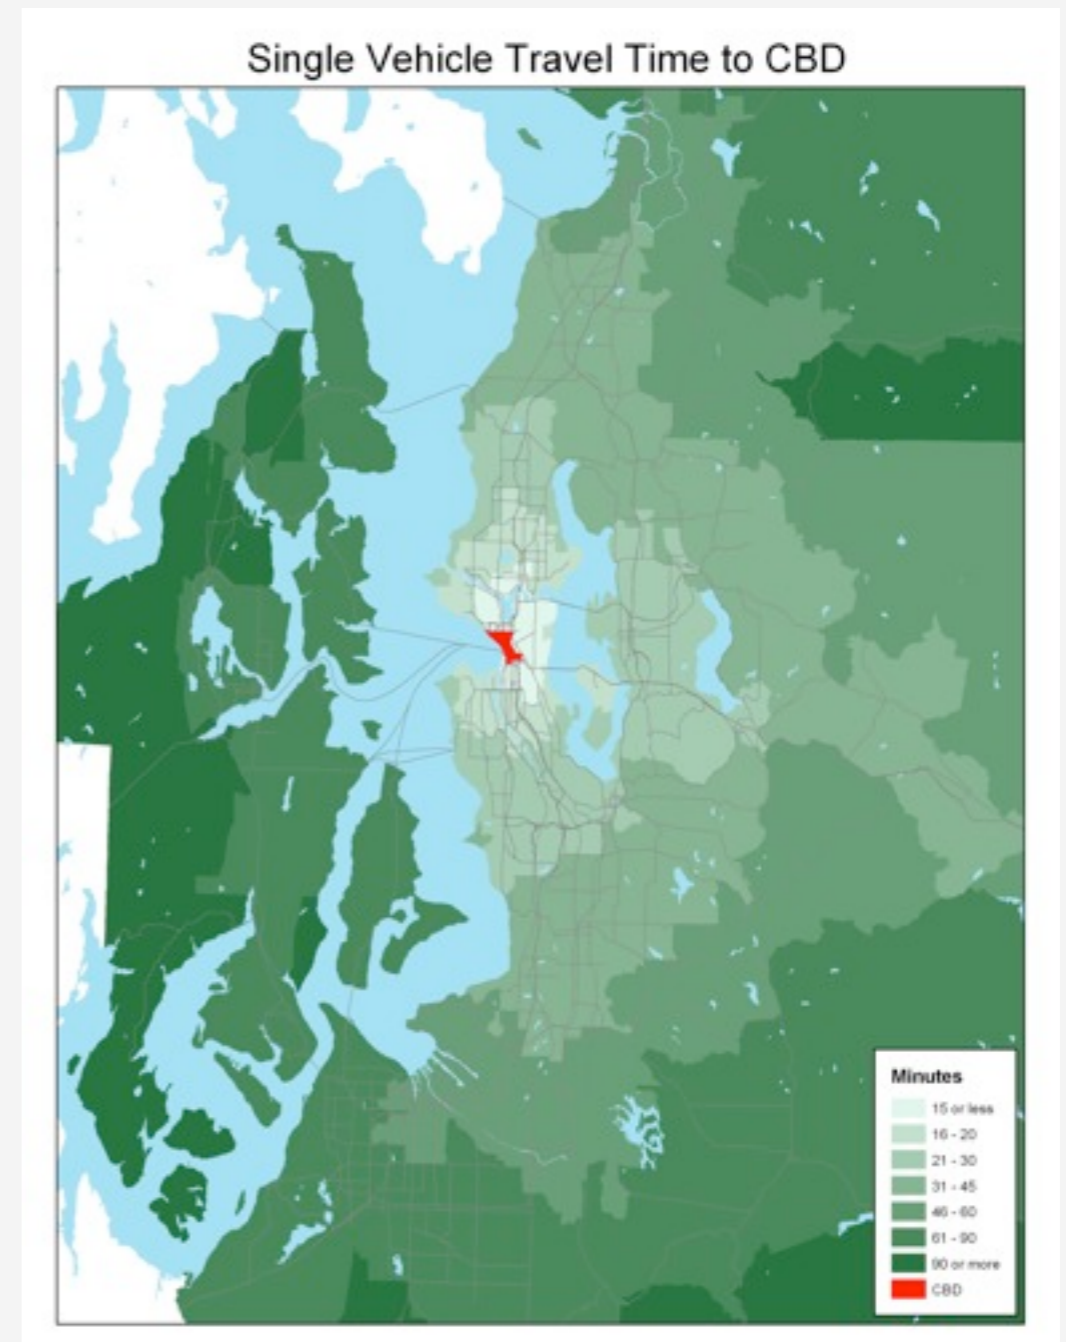 Single Vehicle Travel Time to CBD
Minutes
15 or less
16 - 20
21 - 30
31 - 45
46 - 60
61 - 90
90 or more
CBD